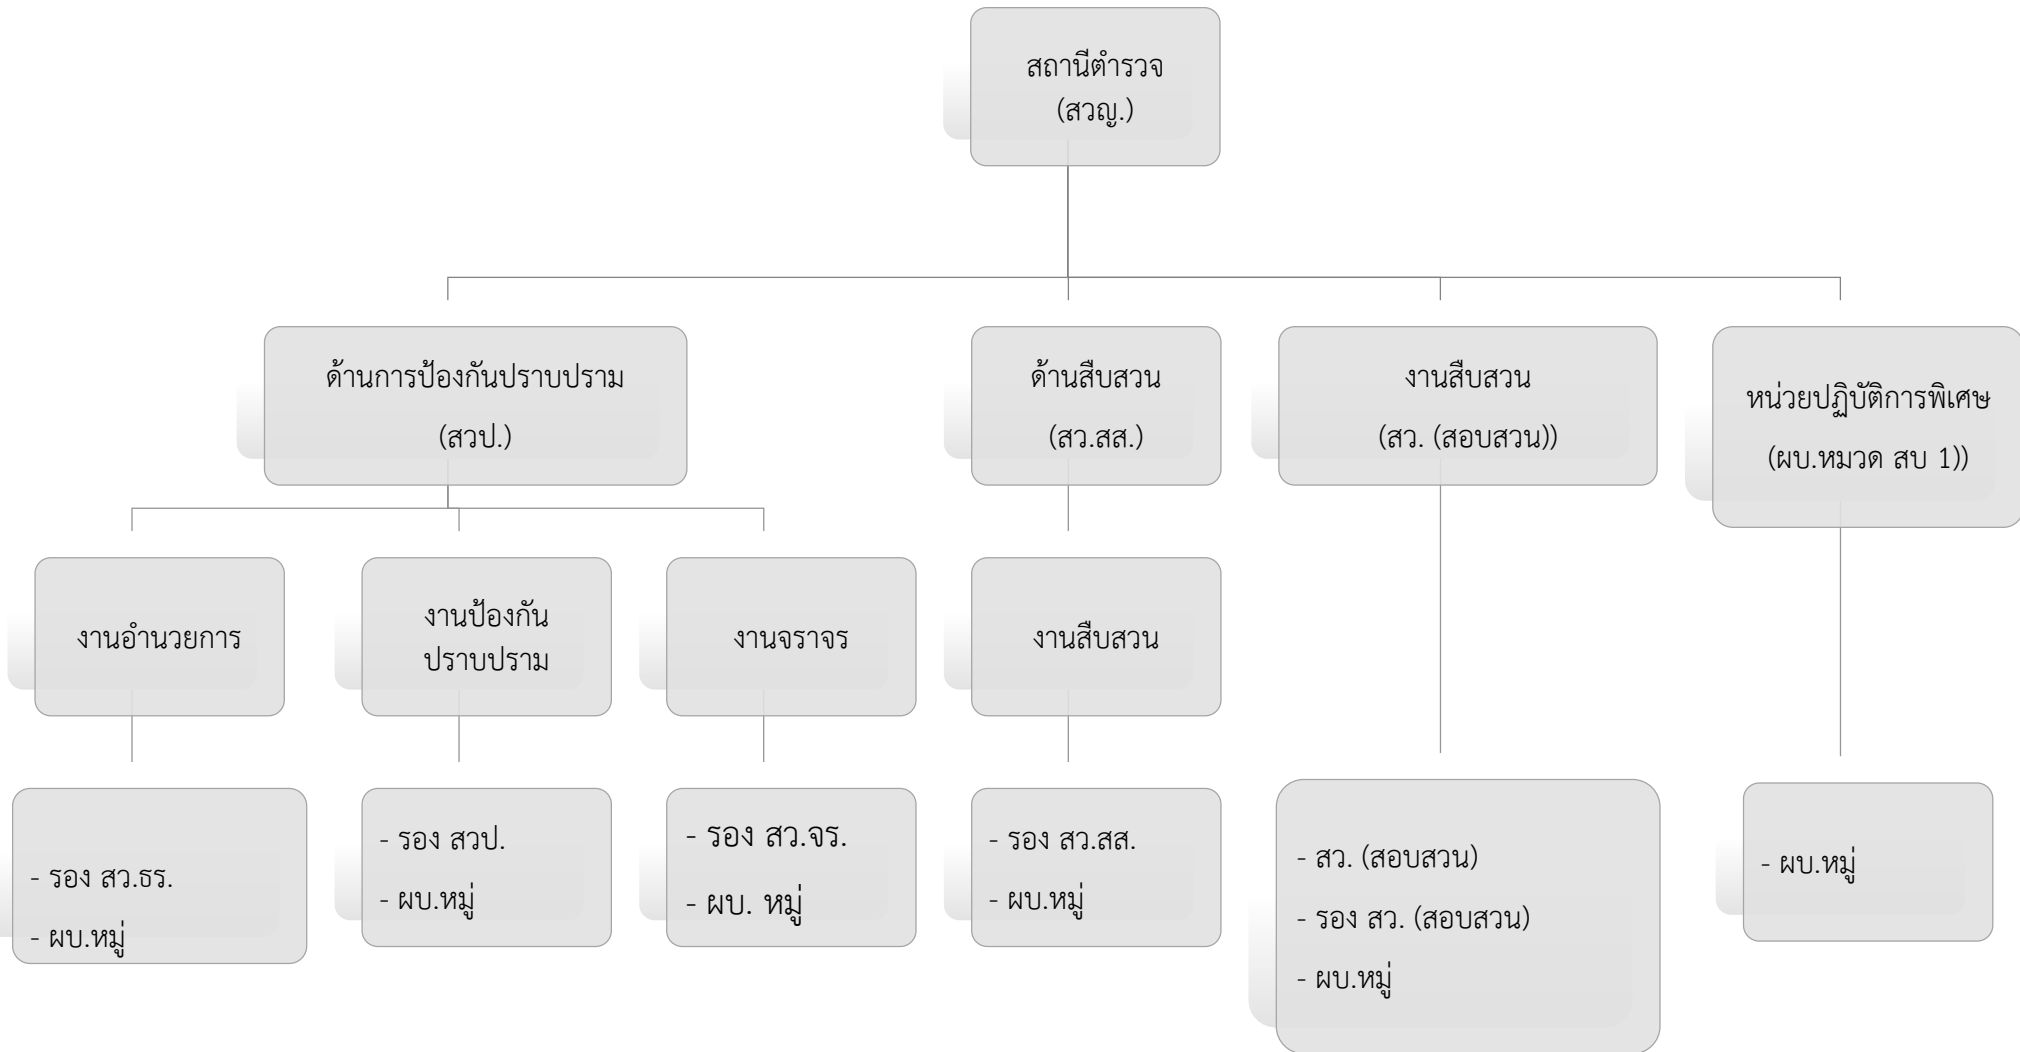 สถานีตำรวจ
(สวญ.)
ด้านการป้องกันปราบปราม
(สวป.)
ด้านสืบสวน
(สว.สส.)
งานสืบสวน
(สว. (สอบสวน))
หน่วยปฏิบัติการพิเศษ
(ผบ.หมวด สบ 1))
งานอำนวยการ
งานป้องกัน
ปราบปราม
งานจราจร
งานสืบสวน
- รอง สว.ธร.
- ผบ.หมู่
- รอง สวป.
- ผบ.หมู่
- รอง สว.จร.
- ผบ. หมู่
- รอง สว.สส.
- ผบ.หมู่
- สว. (สอบสวน)
- รอง สว. (สอบสวน)
- ผบ.หมู่
- ผบ.หมู่